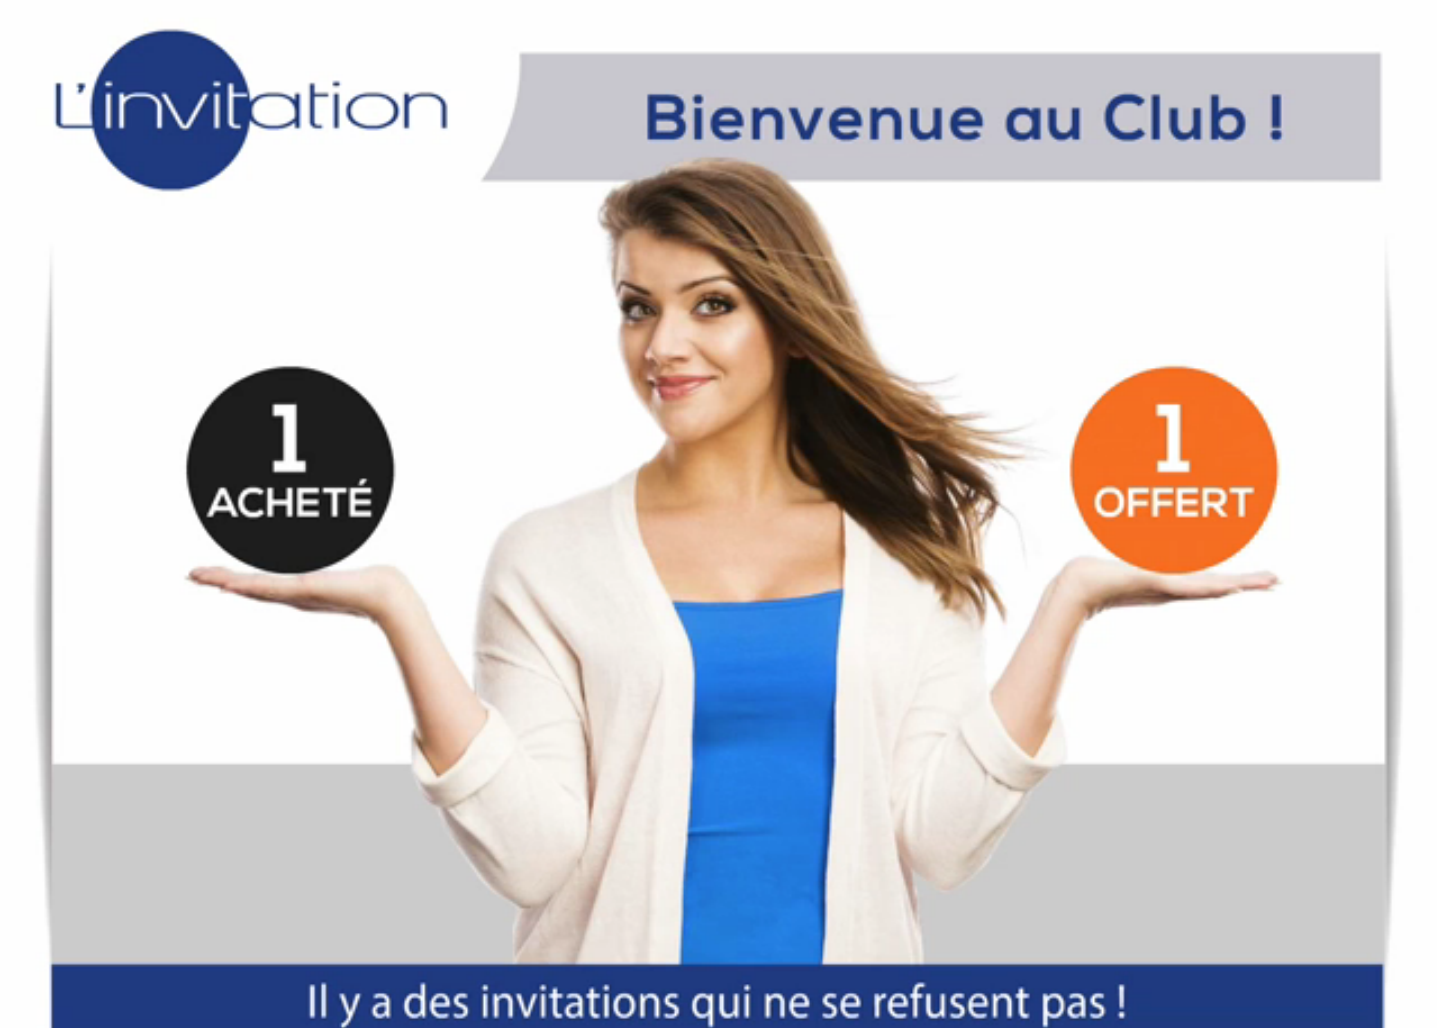 L'invitation
Bienvenue au Club !
1
ACHETÉ
1
OFFERT
Il y a des invitations qui ne se refusent pas !